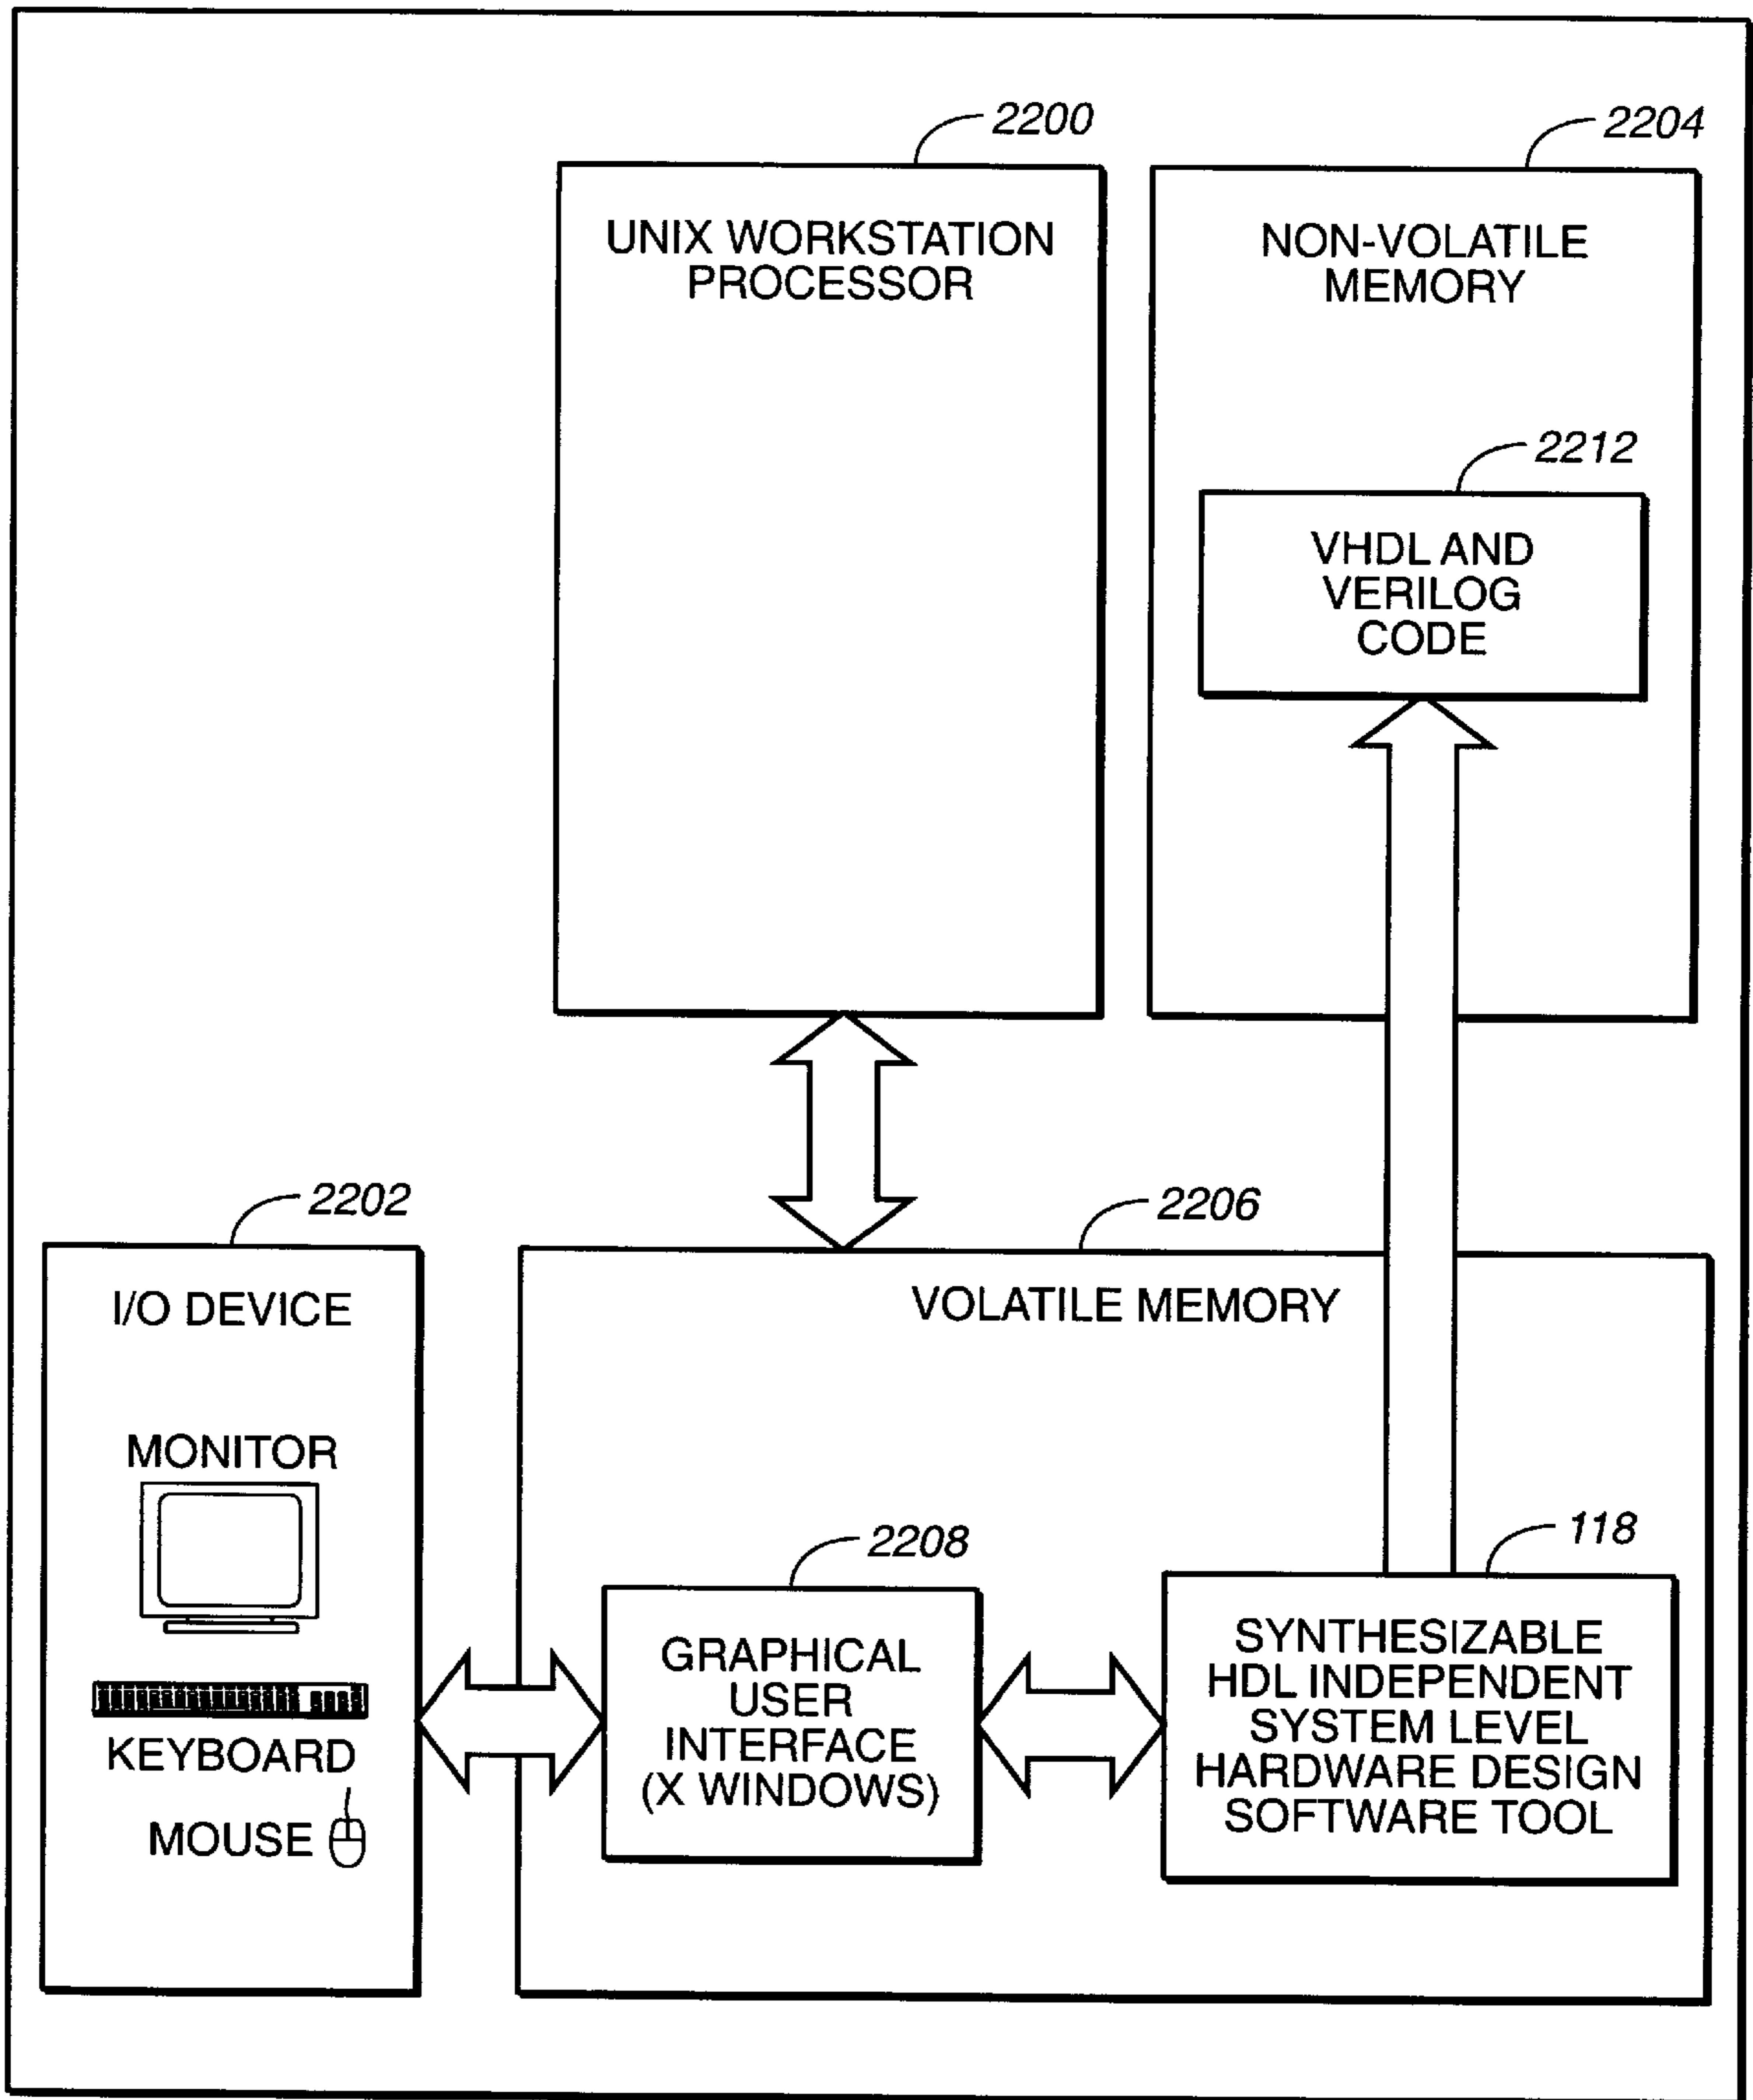 2200
UNIX WORKSTATION
PROCESSOR
2204
NON-VOLATILE
MEMORY
2212
VHDL AND
VERILOG
CODE
2202
I/O DEVICE
MONITOR
KEYBOARD
MOUSE
2206
VOLATILE MEMORY
2208
GRAPHICAL
USER
INTERFACE
(X WINDOWS)
118
SYNTHESIZABLE
HDL INDEPENDENT
SYSTEM LEVEL
HARDWARE DESIGN
SOFTWARE TOOL